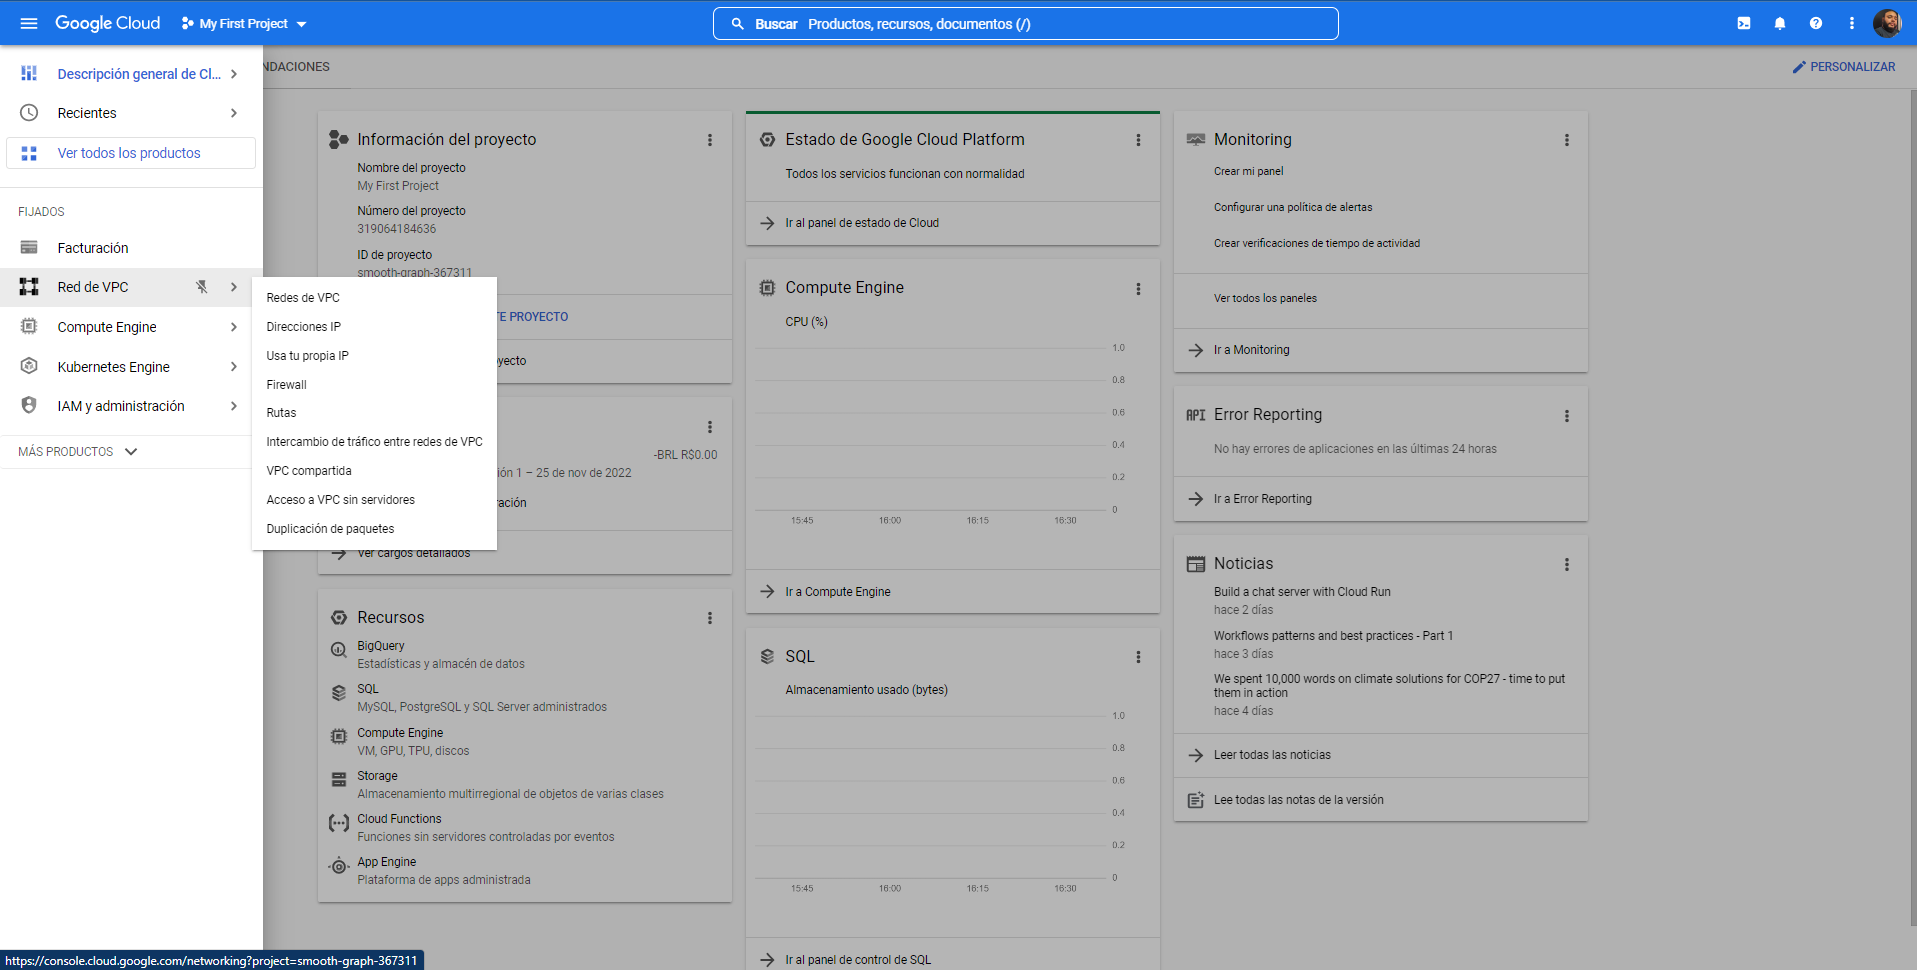 Google Cloud
My First Project
Buscar Productos, recursos, documentos (/)
Descripción general de Cl...
Recientes
Ver todos los productos
FIJADOS
Facturación
Red de VPC
Compute Engine
Kubernetes Engine
IAM y administración
MÁS PRODUCTOS
Redes de VPC
Direcciones IP
Usa tu propia IP
Firewall
Rutas
Intercambio de tráfico entre redes de VPC
VPC compartida
Acceso a VPC sin servidores
Duplicación de paquetes
NDACIONES
PERSONALIZAR
Información del proyecto
Nombre del proyecto
My First Project
Número del proyecto
319064184636
ID de proyecto
smooth-graph-367311
TE PROYECTO
yecto
-BRL R$0.00
ión 1 – 25 de nov de 2022
ración
Ver cargos detallados
Recursos
BigQuery
Estadísticas y almacén de datos
SQL
MySQL, PostgreSQL y SQL Server administrados
Compute Engine
VM, GPU, TPU, discos
Storage
Almacenamiento multirregional de objetos de varias clases
Cloud Functions
Funciones sin servidores controladas por eventos
App Engine
Plataforma de apps administrada
Estado de Google Cloud Platform
Todos los servicios funcionan con normalidad
Ir al panel de estado de Cloud
Compute Engine
CPU (%)
1.0
0.8
0.6
0.4
0.2
0
15:45 16:00 16:15 16:30
Ir a Compute Engine
SQL
Almacenamiento usado (bytes)
1.0
0.8
0.6
0.4
0.2
0
15:45 16:00 16:15 16:30
Ir al panel de control de SQL
Monitoring
Crear mi panel
Configurar una política de alertas
Crear verificaciones de tiempo de actividad
Ver todos los paneles
Ir a Monitoring
API Error Reporting
No hay errores de aplicaciones en las últimas 24 horas
Ir a Error Reporting
Noticias
Build a chat server with Cloud Run
hace 2 días
Workflows patterns and best practices - Part 1
hace 3 días
We spent 10,000 words on climate solutions for COP27 - time to put
them in action
hace 4 días
Leer todas las noticias
Lee todas las notas de la versión
https://console.cloud.google.com/networking?project=smooth-graph-367311